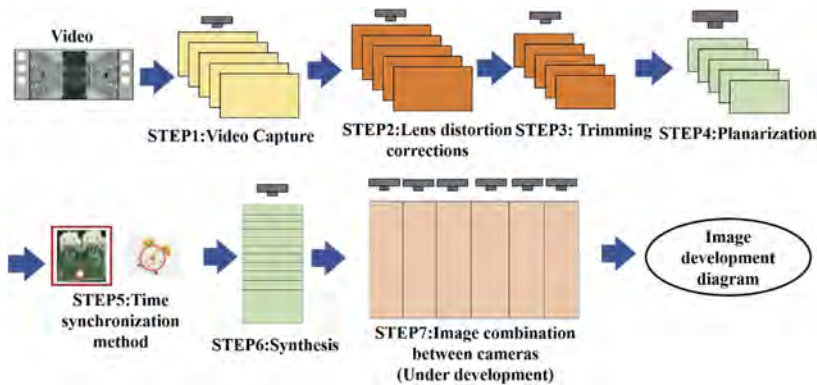 Video
STEP1:Video Capture
STEP2:Lens distortion
corrections
STEP3: Trimming
STEP4:Planarization
STEP5:Time
synchronization
method
STEP6:Synthesis
STEP7:Image combination
between cameras
(Under development)
Image
development
diagram